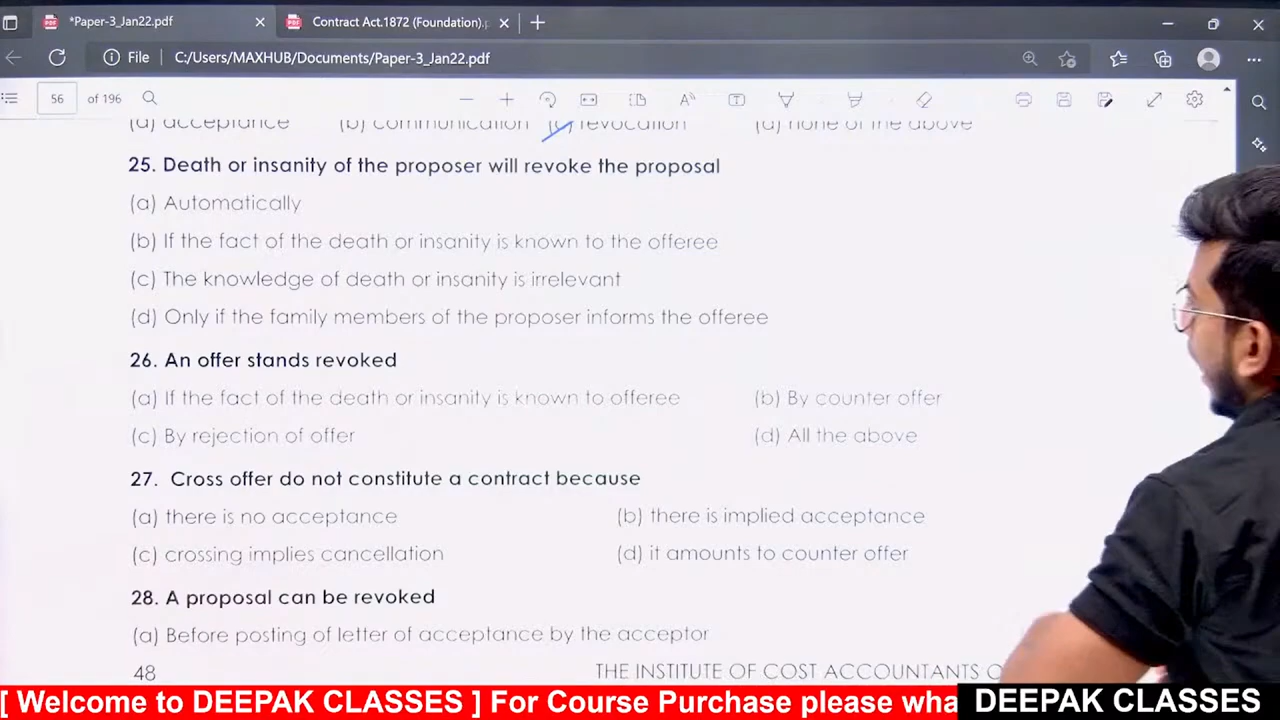 *Paper-3_Jan22.pdf
Contract Act.1872 (Foundation).p
File
C:/Users/MAXHUB/Documents/Paper-3_Jan22.pdf
56 of 196
(a) acceptance (b) communication (c) revocation (d) none of the above
25. Death or insanity of the proposer will revoke the proposal
(a) Automatically
(b) If the fact of the death or insanity is known to the offeree
(c) The knowledge of death or insanity is irrelevant
(d) Only if the family members of the proposer informs the offeree
26. An offer stands revoked
(a) If the fact of the death or insanity is known to offeree (b) By counter offer
(c) By rejection of offer (d) All the above
27. Cross offer do not constitute a contract because
(a) there is no acceptance (b) there is implied acceptance
(c) crossing implies cancellation (d) it amounts to counter offer
28. A proposal can be revoked
(a) Before posting of letter of acceptance by the acceptor
48 THE INSTITUTE OF COST ACCOUNTANTS O
[ Welcome to DEEPAK CLASSES ] For Course Purchase please wha
DEEPAK CLASSES